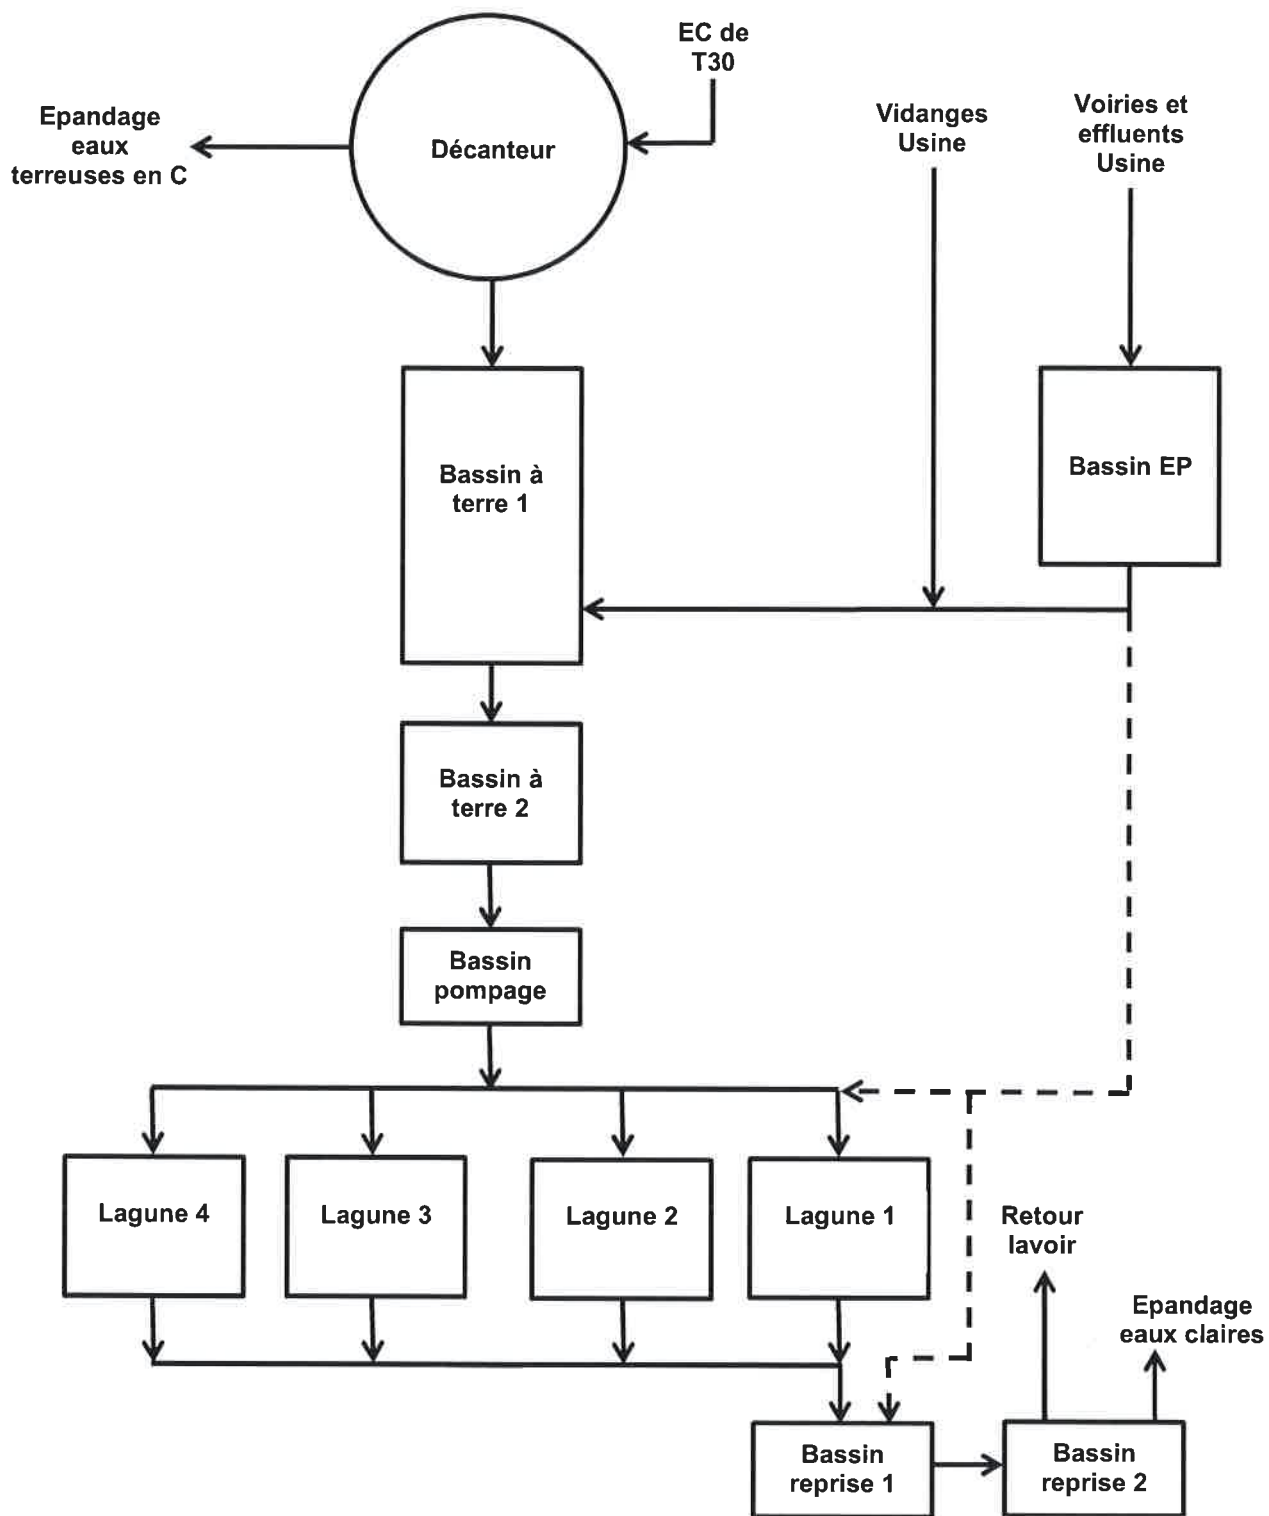 EC de
T30
Epandage
eaux
terreuses en C
Décanteur
Vidanges
Usine
Voiries et
effluents
Usine
Bassin à
terre 1
Bassin EP
Bassin à
terre 2
Bassin
pompage
Lagune 4
Lagune 3
Lagune 2
Lagune 1
Retour
lavoir
Epandage
eaux claires
Bassin
reprise 1
Bassin
reprise 2